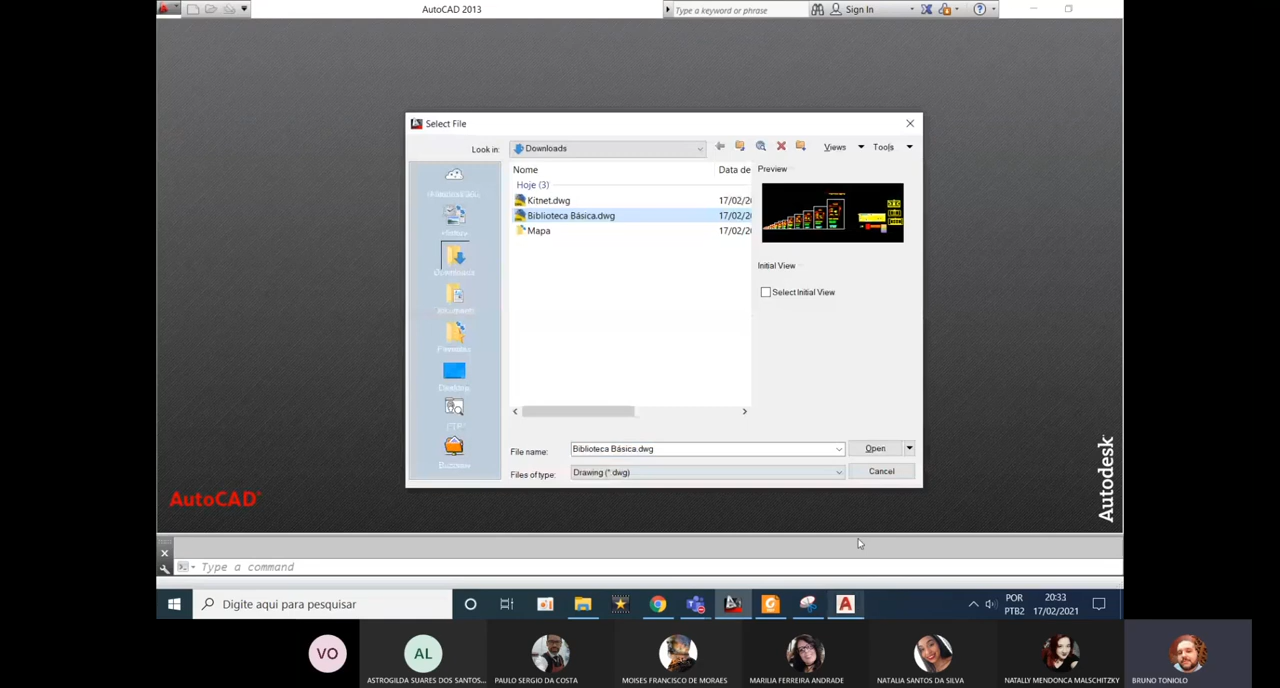 AutoCAD 2013
Type a keyword or phrase
Sign In
Select File
Look in:
Downloads
Views
Tools
Nome
Data de
Preview
Hoje (3)
Kitnet.dwg
17/02/20
Biblioteca Básica.dwg
17/02/20
Mapa
17/02/20
Initial View
Select Initial View
Downloads
Desktop
FTP
Buzzsaw
File name:
Biblioteca Básica.dwg
Open
Files of type:
Drawing (*.dwg)
Cancel
AutoCAD
Autodesk
Type a command
Digite aqui para pesquisar
POR
PTB2
20:33
17/02/2021
VO
AL
ASTROGILDA SUARES DOS SANTOS...
PAULO SERGIO DA COSTA
MOISES FRANCISCO DE MORAES
MARILIA FERREIRA ANDRADE
NATALIA SANTOS DA SILVA
NATALLY MENDONCA MALSCHITZKY
BRUNO TONIOLO